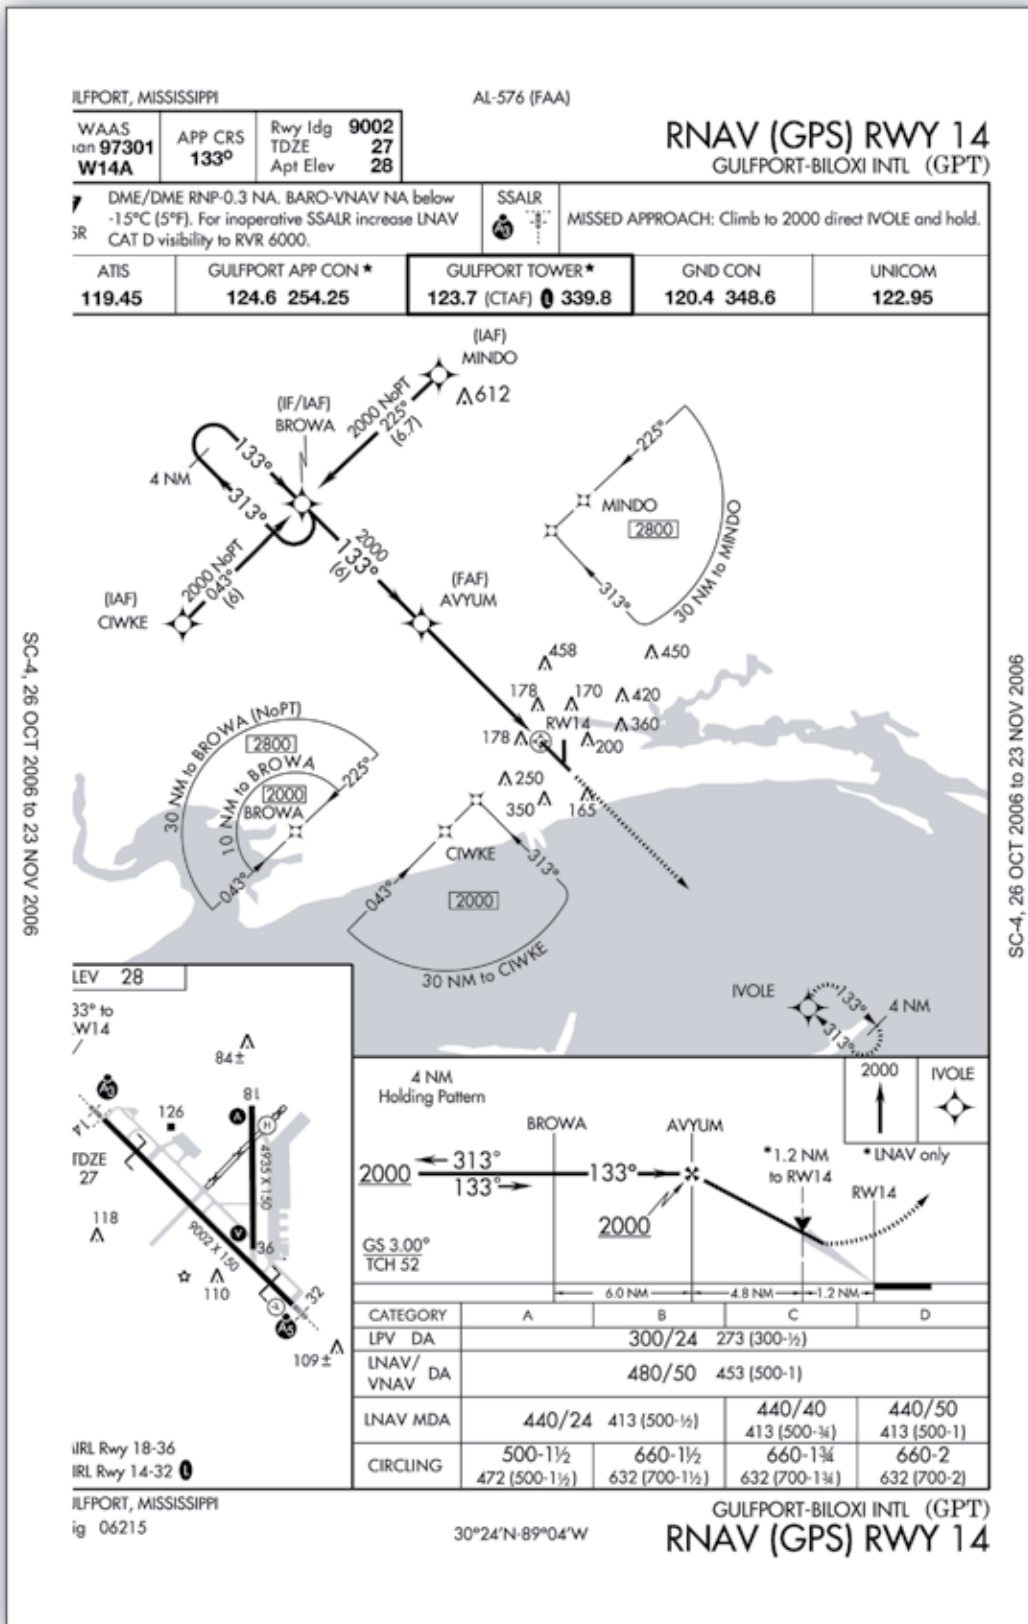 ULFPORT, MISSISSIPPI
AL-576 (FAA)
WAAS
an 97301
W14A
APP CRS
133°
Rwy ldg 9002
TDZE 27
Apt Elev 28
RNAV (GPS) RWY 14
GULFPORT-BILOXI INTL (GPT)
SR
DME/DME RNP-0.3 NA. BARO-VNAV NA below
-15°C (5°F). For inoperative SSALR increase LNAV
CAT D visibility to RVR 6000.
SSALR
A3
MISSED APPROACH: Climb to 2000 direct IVOLE and hold.
ATIS
119.45
GULFPORT APP CON★
124.6 254.25
GULFPORT TOWER★
123.7 (CTAF) L 339.8
GND CON
120.4 348.6
UNICOM
122.95
(IAF)
MINDO
612
2000 NoPT
225°
(6.7)
(IF/IAF)
BROWA
133°
4 NM
313°
2000 NoPT
043°
(6)
(IAF)
CIWKE
2000
133°
(6)
(FAF)
AVYUM
225°
MINDO
2800
313°
30 NM to MINDO
458
450
178
170
420
RW14
360
178
200
250
350
165
30 NM to BROWA (NoPT)
2800
10 NM to BROWA
2000
BROWA
225°
043°
CIWKE
313°
043°
2000
30 NM to CIWKE
IVOLE
133°
313°
4 NM
SC-4, 26 OCT 2006 to 23 NOV 2006
SC-4, 26 OCT 2006 to 23 NOV 2006
LEV 28
33° to
W14
84±
A3
14
126
18
A
H
4935 X 150
TDZE
27
118
9002 X 150
V
36
110
32
A5
109±
IRL Rwy 18-36
IRL Rwy 14-32 L
4 NM
Holding Pattern
2000
IVOLE
BROWA
AVYUM
*1.2 NM
to RW14
*LNAV only
RW14
2000
313°
133°
133°
2000
GS 3.00°
TCH 52
6.0 NM
4.8 NM
1.2 NM
CATEGORY A B C D
LPV DA 300/24 273 (300-½)
LNAV/
VNAV DA 480/50 453 (500-1)
LNAV MDA 440/24 413 (500-½) 440/40 413 (500-¾) 440/50 413 (500-1)
CIRCLING 500-1½ 472 (500-1½) 660-1½ 632 (700-1½) 660-1¾ 632 (700-1¾) 660-2 632 (700-2)
ULFPORT, MISSISSIPPI
ig 06215
30°24'N-89°04'W
GULFPORT-BILOXI INTL (GPT)
RNAV (GPS) RWY 14